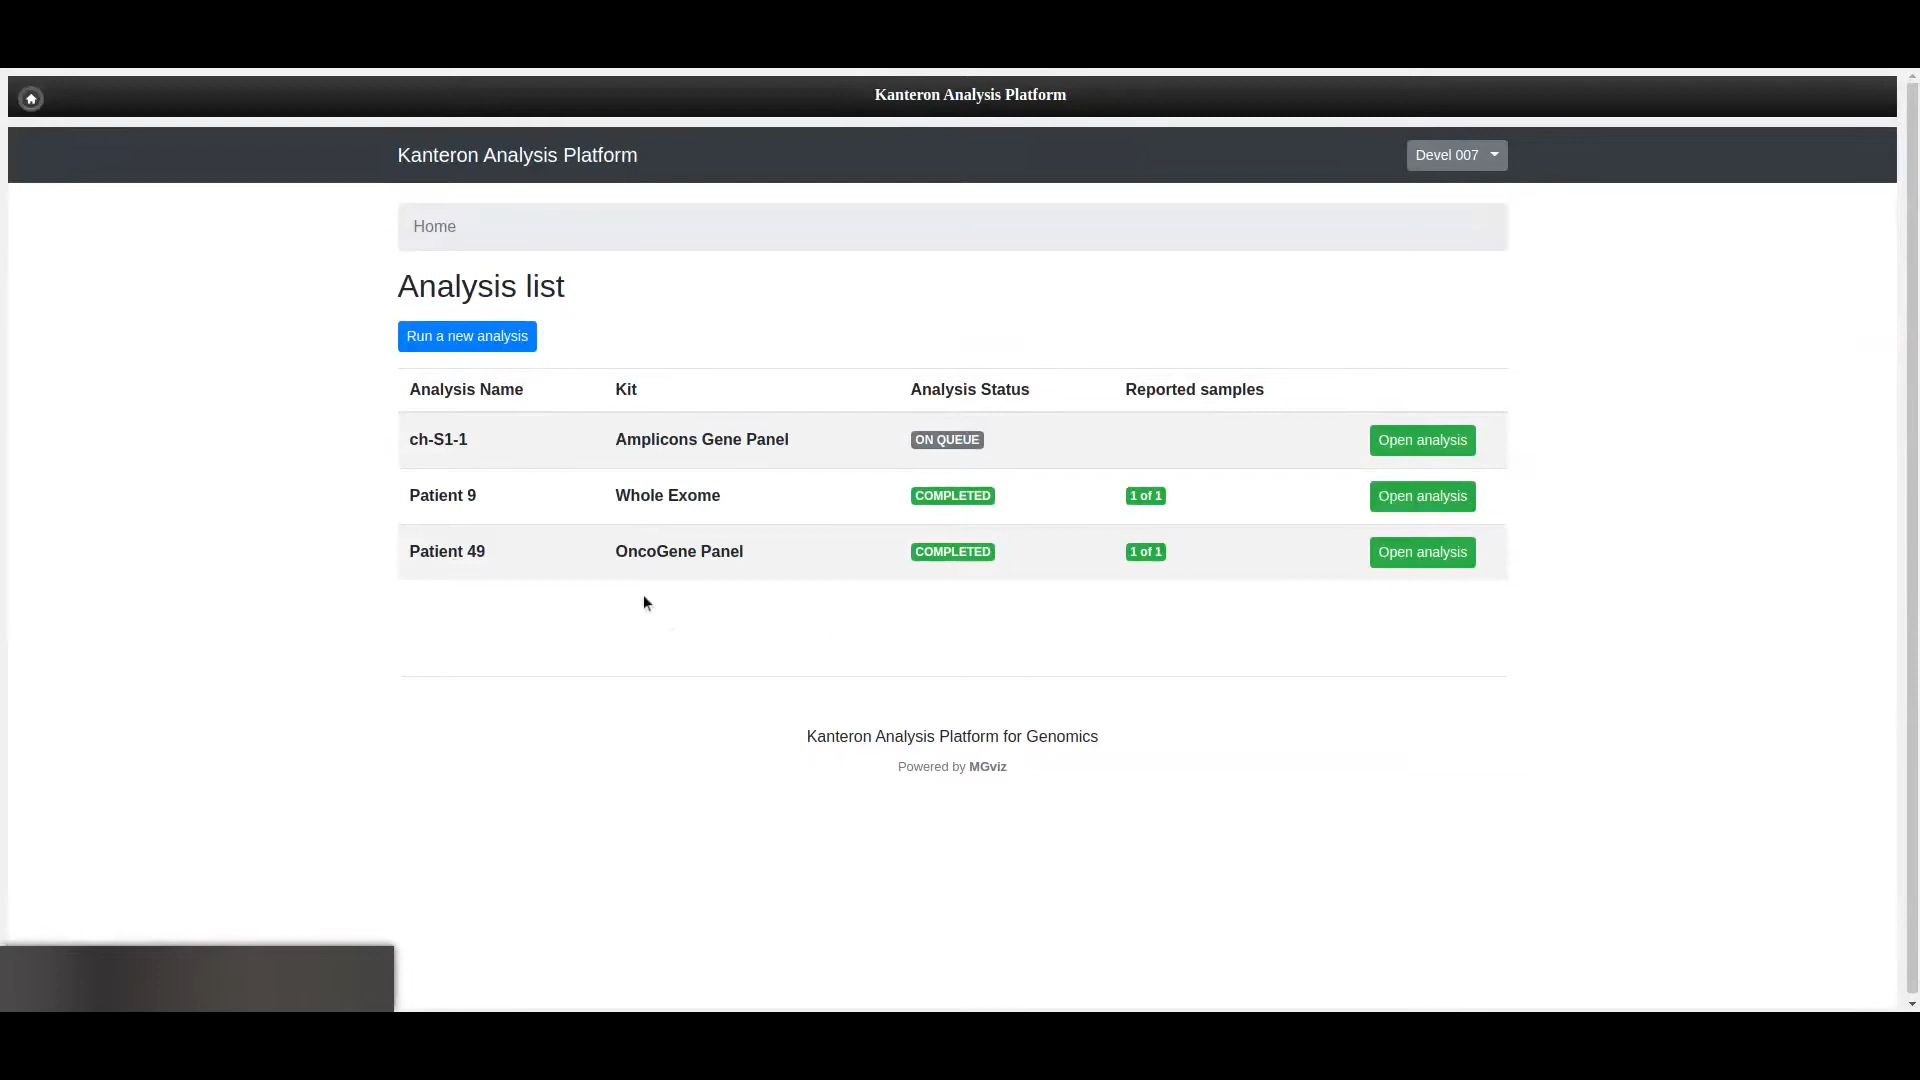 Kanteron Analysis Platform
Kanteron Analysis Platform Devel 007
Home
Analysis list
Run a new analysis
Analysis Name Kit Analysis Status Reported samples
ch-S1-1 Amplicons Gene Panel ON QUEUE Open analysis
Patient 9 Whole Exome COMPLETED 1 of 1 Open analysis
Patient 49 OncoGene Panel COMPLETED 1 of 1 Open analysis
Kanteron Analysis Platform for Genomics
Powered by MGviz